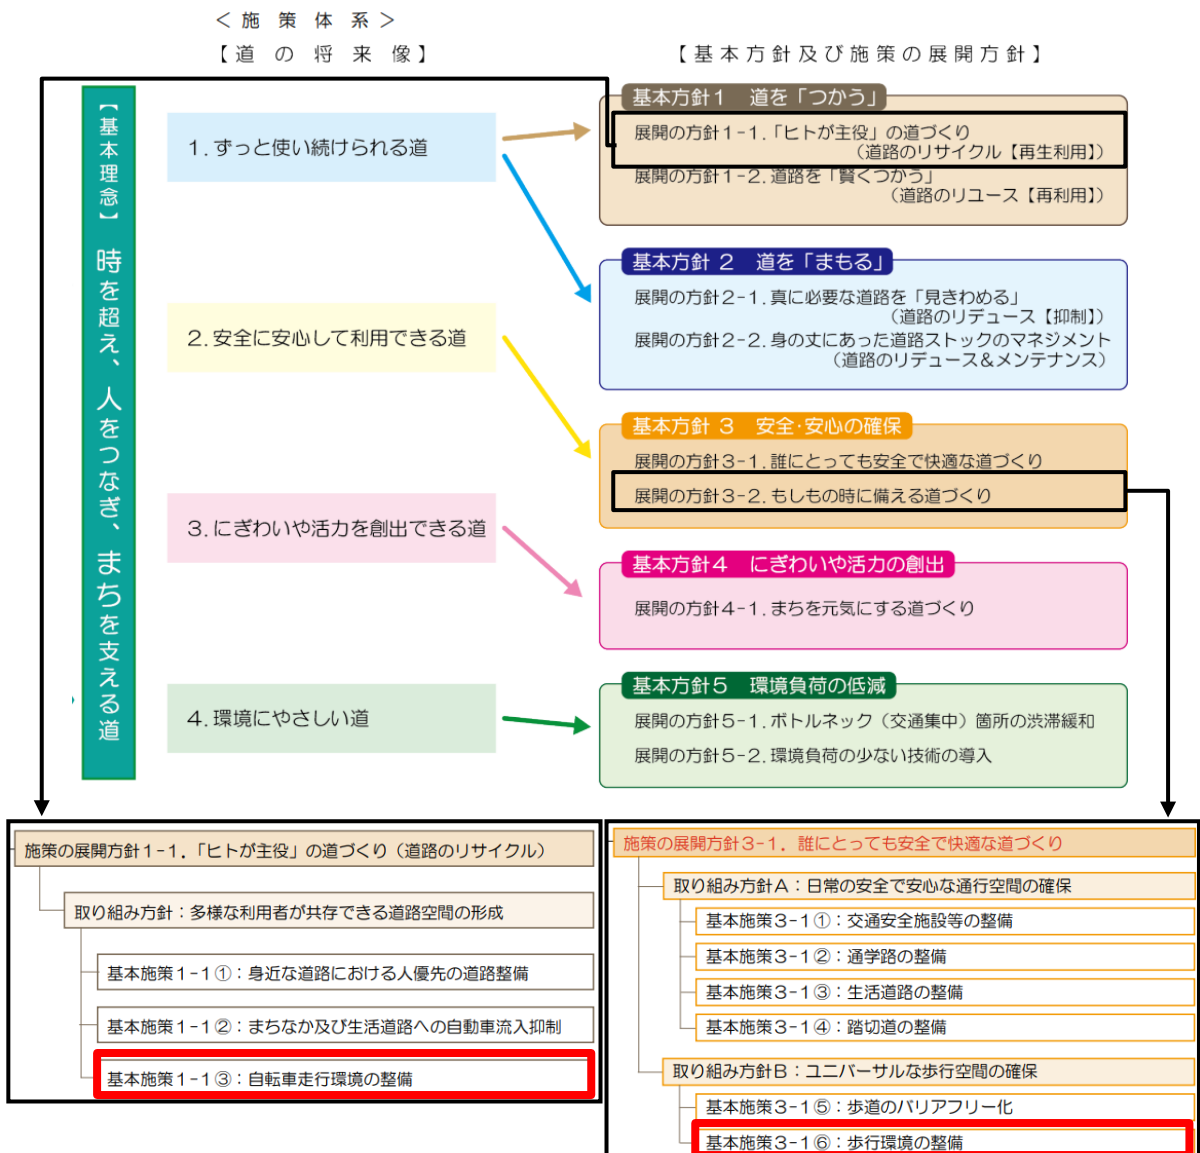 ＜施策体系＞
【道の将来像】
【基本方針及び施策の展開方針】
【基本理念】 時を超え、人をつなぎ、まちを支える道
1.ずっと使い続けられる道
2.安全に安心して利用できる道
3.にぎわいや活力を創出できる道
4.環境にやさしい道
基本方針1 道を「つかう」
展開の方針1-1.「ヒトが主役」の道づくり
（道路のリサイクル【再生利用】）
展開の方針1-2.道路を「賢くつかう」
（道路のリユース【再利用】）
基本方針 2 道を「まもる」
展開の方針2-1.真に必要な道路を「見きわめる」
（道路のリデュース【抑制】）
展開の方針2-2.身の丈にあった道路ストックのマネジメント
（道路のリデュース＆メンテナンス）
基本方針 3 安全・安心の確保
展開の方針3-1.誰にとっても安全で快適な道づくり
展開の方針3-2.もしもの時に備える道づくり
基本方針4 にぎわいや活力の創出
展開の方針4-1.まちを元気にする道づくり
基本方針5 環境負荷の低減
展開の方針5-1.ボトルネック（交通集中）箇所の渋滞緩和
展開の方針5-2.環境負荷の少ない技術の導入
施策の展開方針1-1．「ヒトが主役」の道づくり（道路のリサイクル）
取り組み方針：多様な利用者が共存できる道路空間の形成
基本施策1-1①：身近な道路における人優先の道路整備
基本施策1-1②：まちなか及び生活道路への自動車流入抑制
基本施策1-1③：自転車走行環境の整備
施策の展開方針3-1．誰にとっても安全で快適な道づくり
取り組み方針A：日常の安全で安心な通行空間の確保
基本施策3-1①：交通安全施設等の整備
基本施策3-1②：通学路の整備
基本施策3-1③：生活道路の整備
基本施策3-1④：踏切道の整備
取り組み方針B：ユニバーサルな歩行空間の確保
基本施策3-1⑤：歩道のバリアフリー化
基本施策3-1⑥：歩行環境の整備